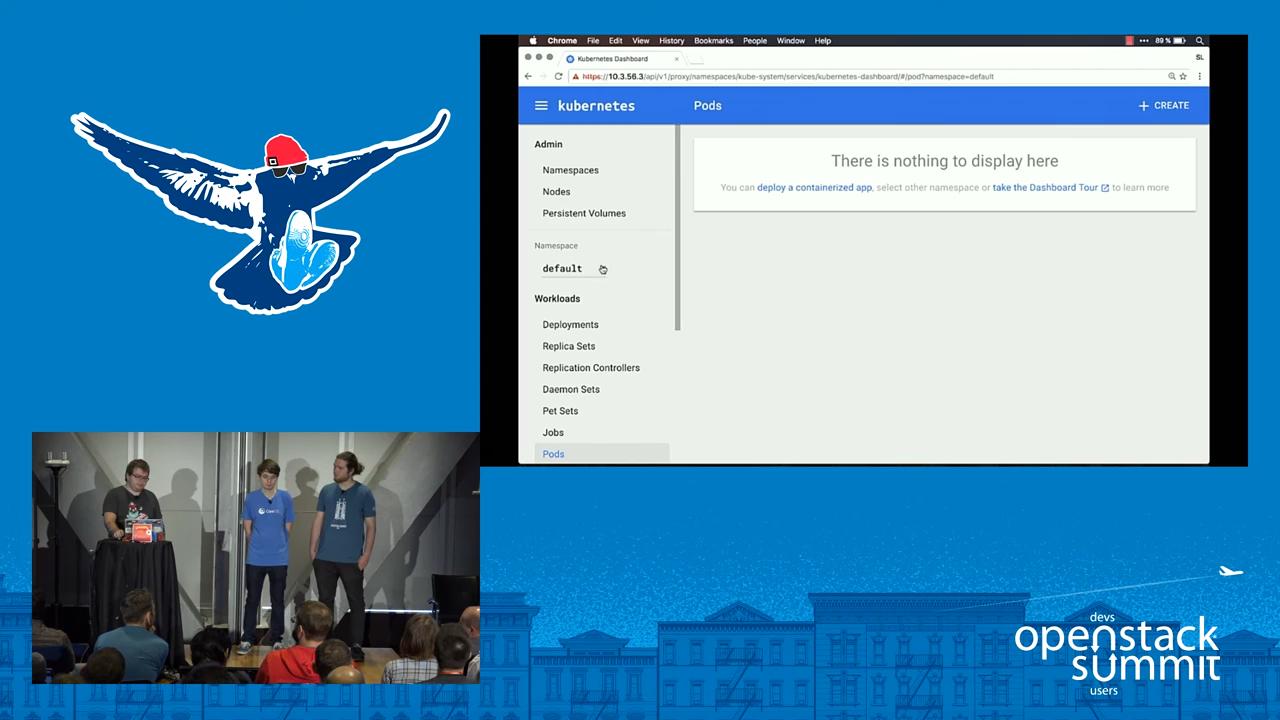 Chrome File Edit View History Bookmarks People Window Help 89 %
Kubernetes Dashboard
SL
https://10.3.56.3/api/v1/proxy/namespaces/kube-system/services/kubernetes-dashboard/#/pod?namespace=default
kubernetes Pods + CREATE
Admin
Namespaces
Nodes
Persistent Volumes
Namespace
default
Workloads
Deployments
Replica Sets
Replication Controllers
Daemon Sets
Pet Sets
Jobs
Pods
There is nothing to display here
You can deploy a containerized app, select other namespace or take the Dashboard Tour to learn more
devs
openstack
summit
users